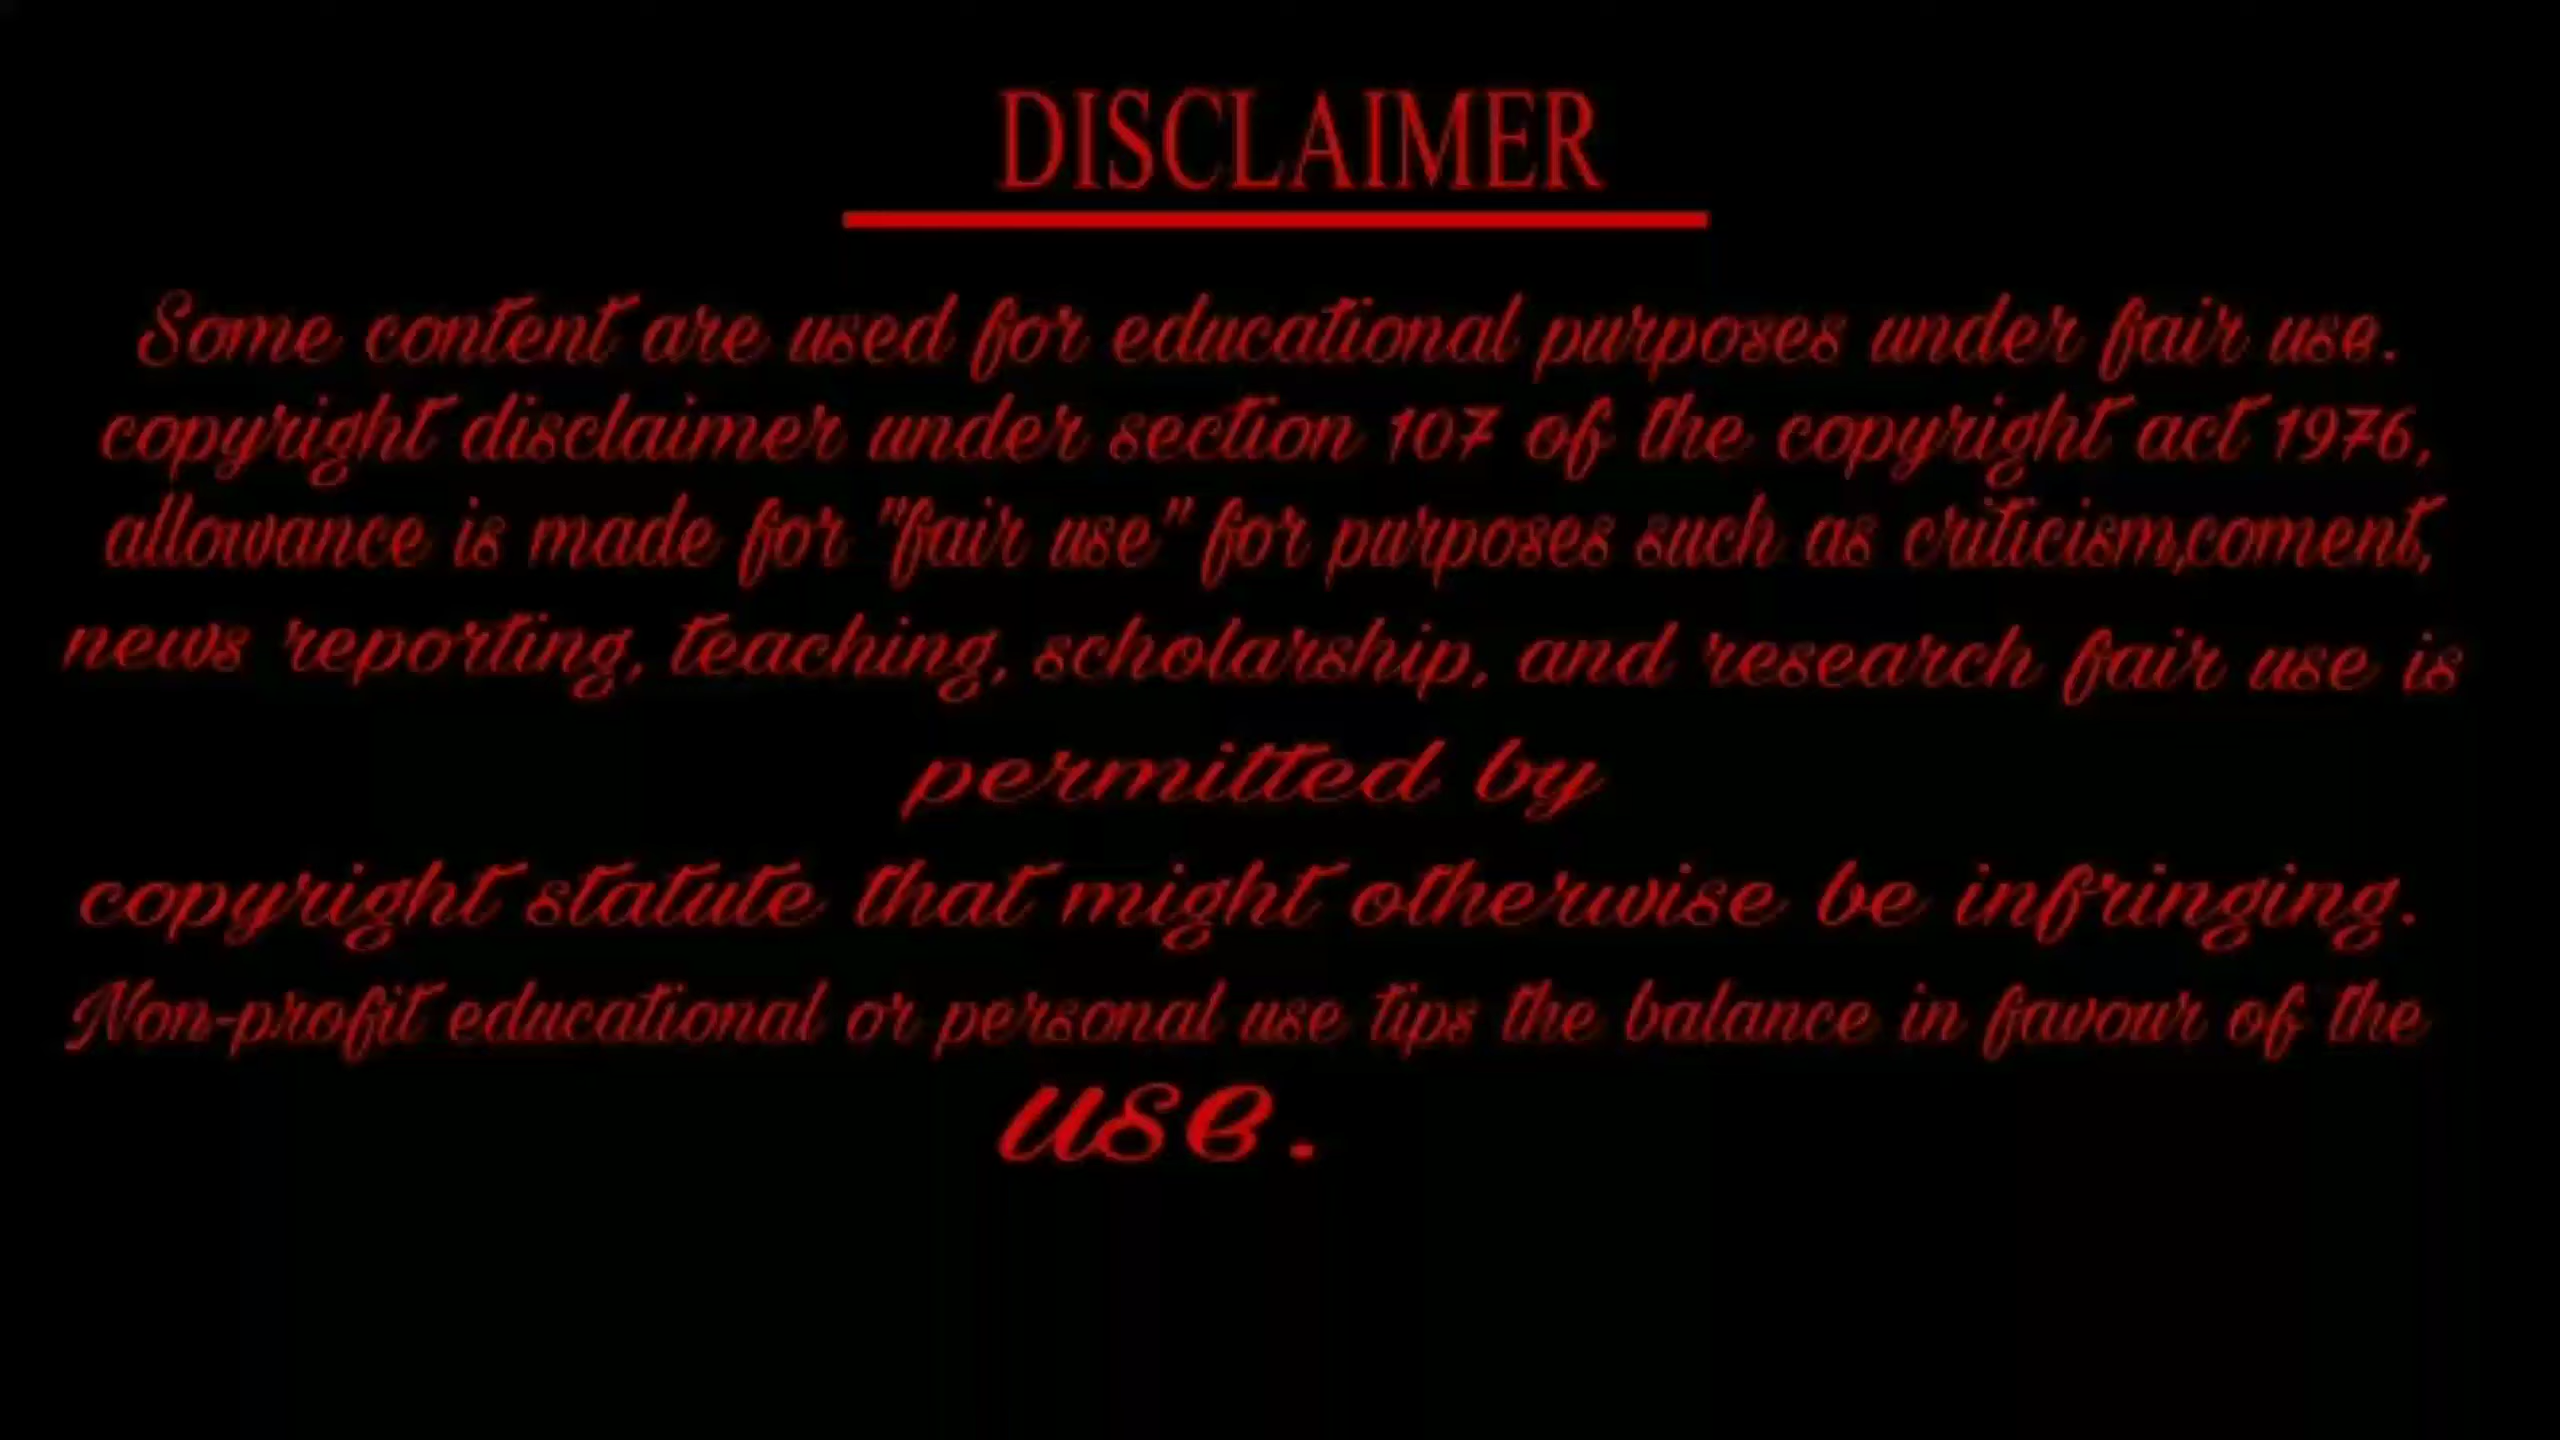 DISCLAIMER
Some content are used for educational purposes under fair use.
copyright disclaimer under section 107 of the copyright act 1976,
allowance is made for "fair use" for purposes such as criticism,coment,
news reporting, teaching, scholarship, and research fair use is
permitted by
copyright statute that might otherwise be infringing.
Non-profit educational or personal use tips the balance in favour of the
use.